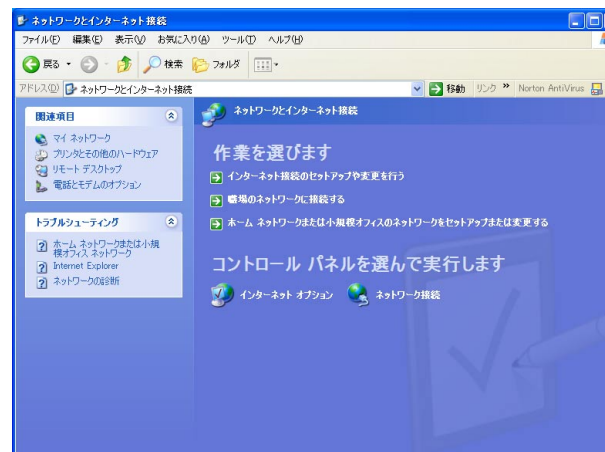 ネットワークとインターネット接続
ファイル(F) 編集(E) 表示(V) お気に入り(A) ツール(T) ヘルプ(H)
戻る 検索 フォルダ
アドレス(D) ネットワークとインターネット接続 移動 リンク » Norton AntiVirus
関連項目
マイ ネットワーク
プリンタとその他のハードウェア
リモート デスクトップ
電話とモデムのオプション
トラブルシューティング
ホーム ネットワークまたは小規
模オフィス ネットワーク
Internet Explorer
ネットワークの診断
ネットワークとインターネット接続
作業を選びます
インターネット接続のセットアップや変更を行う
職場のネットワークに接続する
ホーム ネットワークまたは小規模オフィスのネットワークをセットアップまたは変更する
コントロール パネルを選んで実行します
インターネット オプション ネットワーク接続